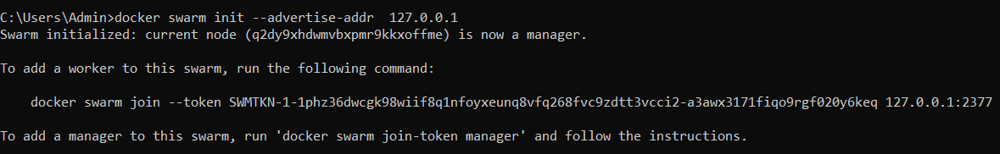 C:\Users\Admin>docker swarm init --advertise-addr  127.0.0.1
Swarm initialized: current node (q2dy9xhdwmvbxpmr9kkxoffme) is now a manager.
To add a worker to this swarm, run the following command:
docker swarm join --token SWMTKN-1-1phz36dwcgk98wiif8q1nfoyxeunq8vfq268fvc9zdtt3vcci2-a3awx3171fiqo9rgf020y6keq 127.0.0.1:2377
To add a manager to this swarm, run 'docker swarm join-token manager' and follow the instructions.